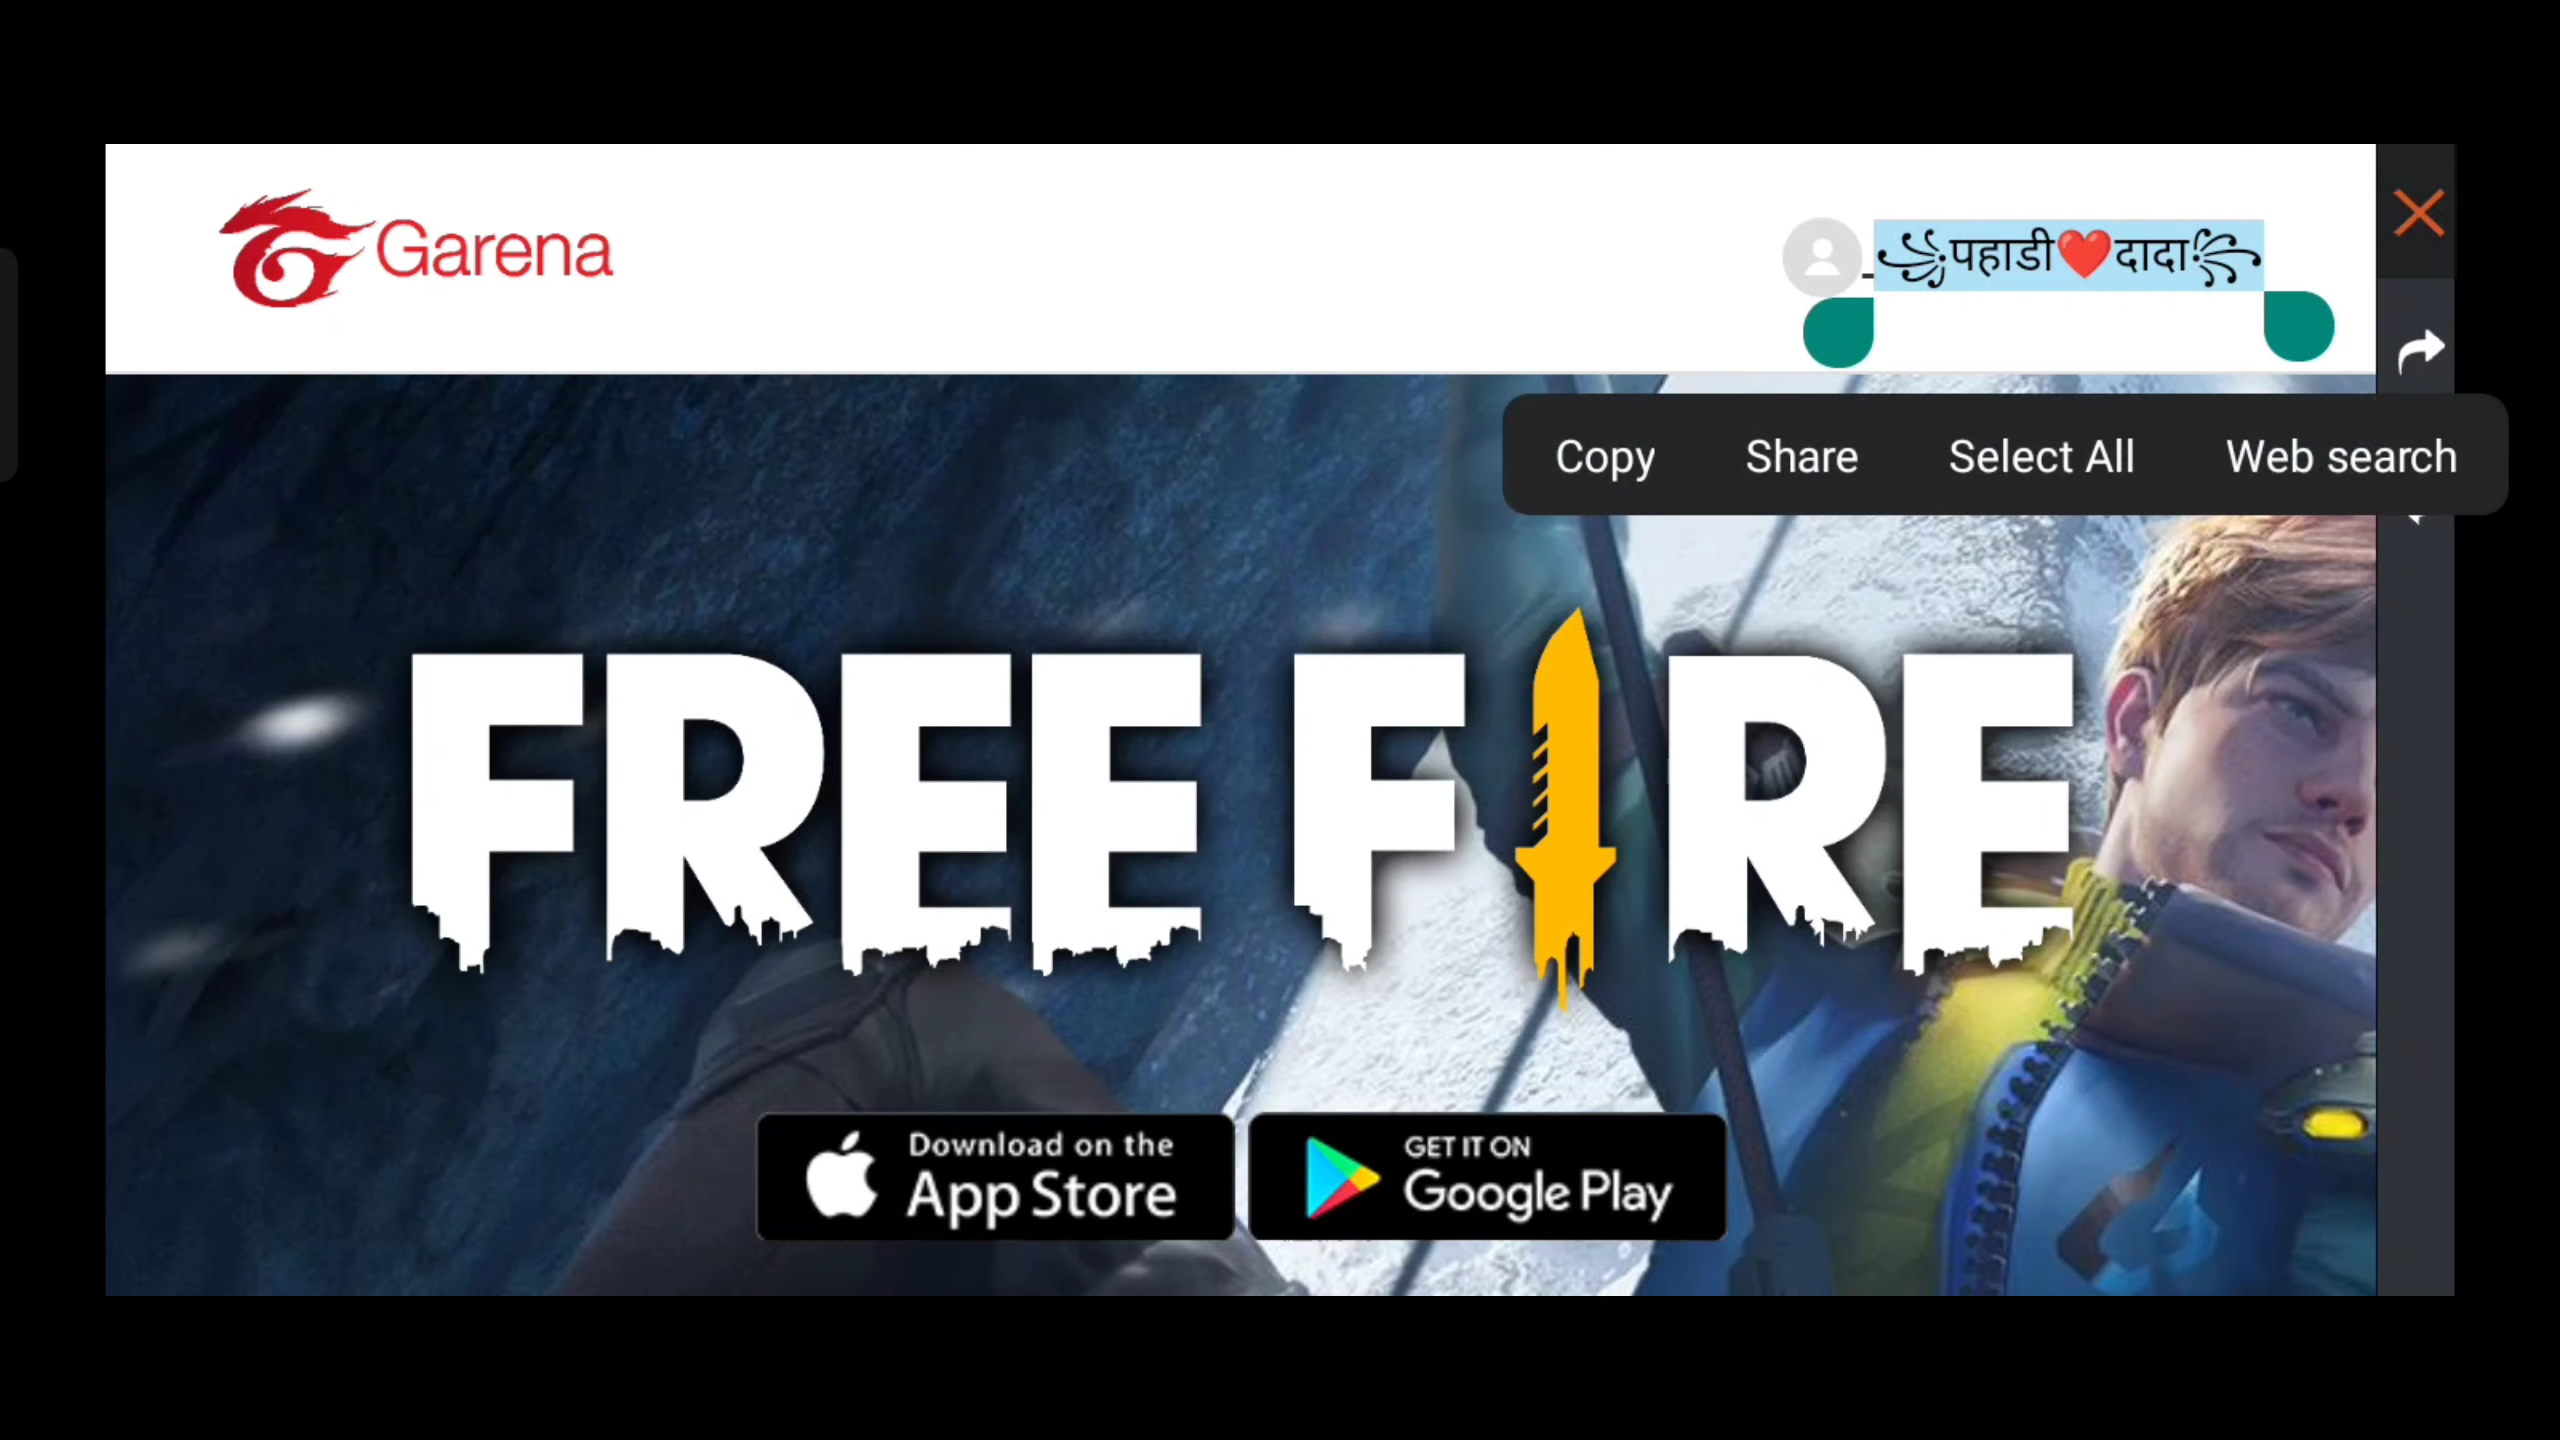 Garena
꧁पहाडी❤️दादा꧂
Copy Share Select All Web search
FREE FIRE
Download on the
App Store
GET IT ON
Google Play